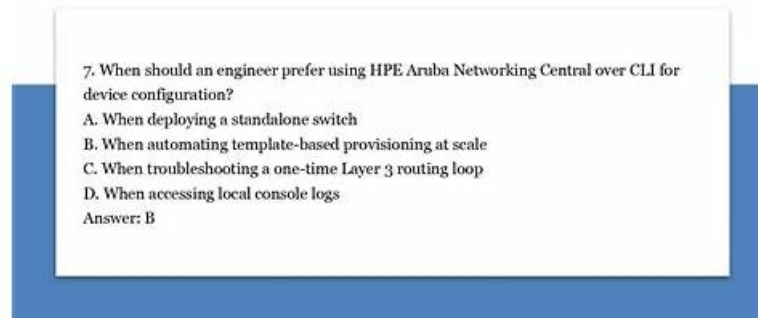 7. When should an engineer prefer using HPE Aruba Networking Central over CLI for
device configuration?
A. When deploying a standalone switch
B. When automating template-based provisioning at scale
C. When troubleshooting a one-time Layer 3 routing loop
D. When accessing local console logs
Answer: B